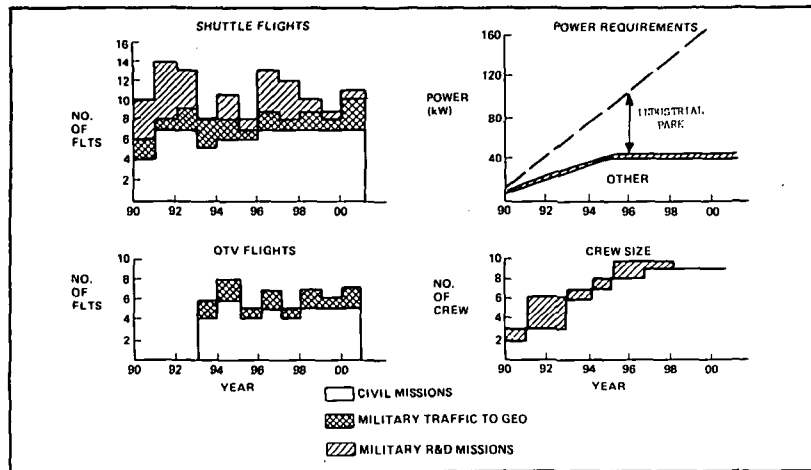 SHUTTLE FLIGHTS
16
14
12
10
8
6
4
2
NO.
OF
FLTS
90 92 94 96 98 00
POWER REQUIREMENTS
160
120
80
40
POWER
(kW)
INDUSTRIAL
PARK
OTHER
90 92 94 96 98 00
OTV FLIGHTS
10
8
6
4
2
NO.
OF
FLTS
90 92 94 96 98 00
YEAR
CREW SIZE
10
8
6
4
2
NO.
OF
CREW
90 92 94 96 98 00
YEAR
CIVIL MISSIONS
MILITARY TRAFFIC TO GEO
MILITARY R&D MISSIONS